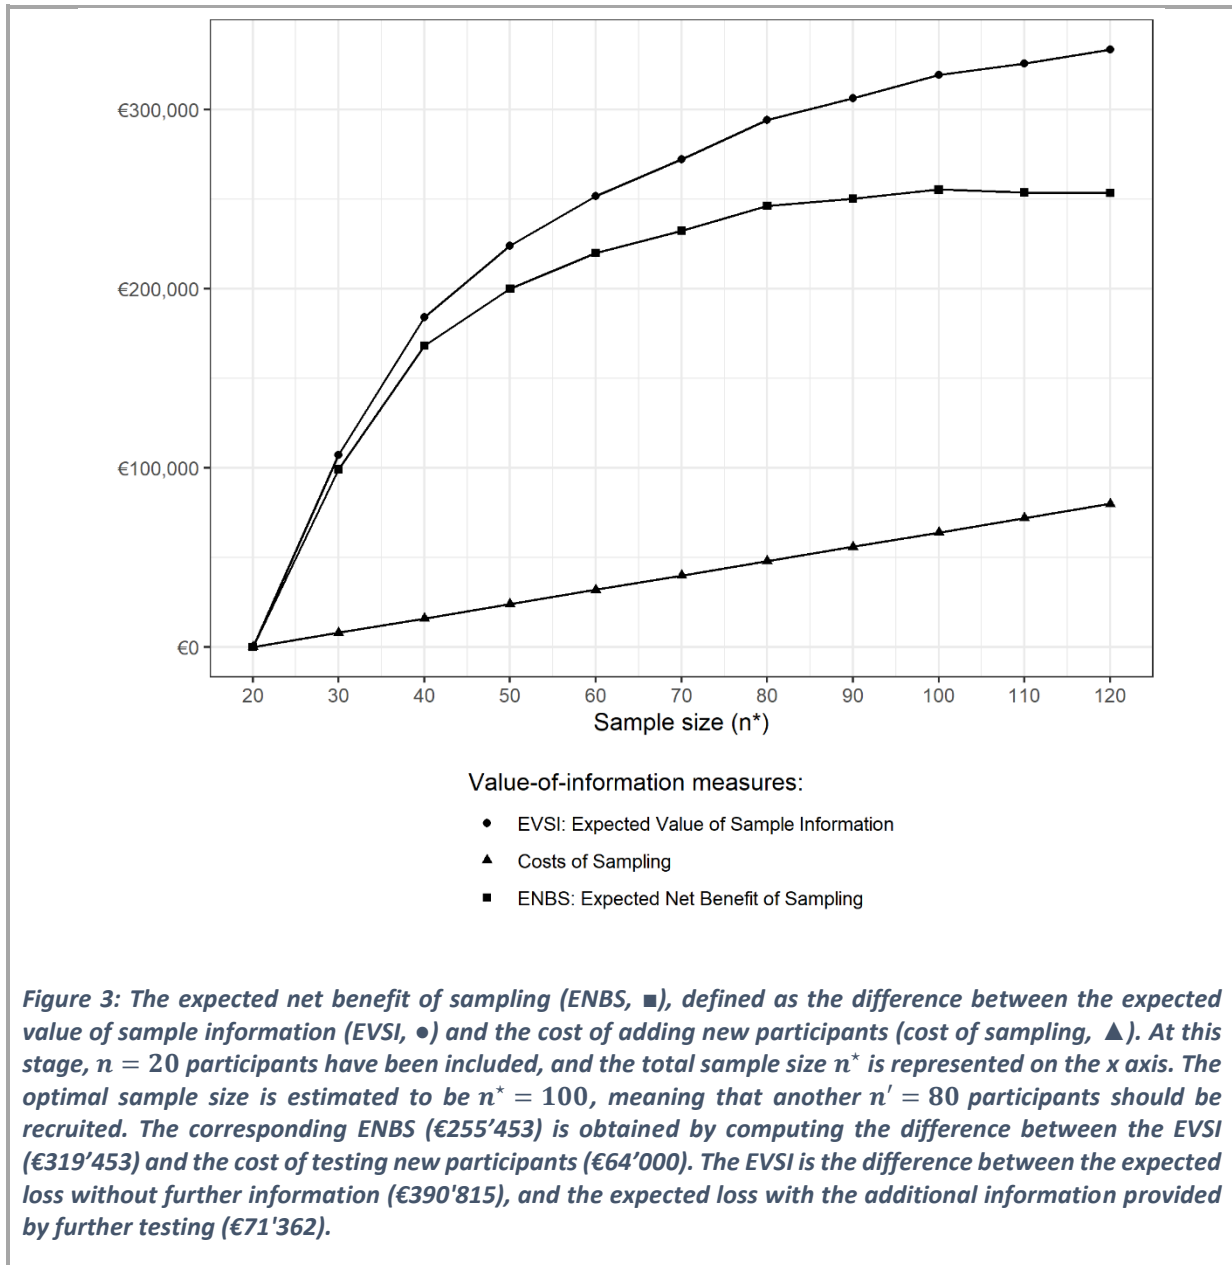 €300,000
€200,000
€100,000
€0
20 30 40 50 60 70 80 90 100 110 120
Sample size (n*)
Value-of-information measures:
● EVSI: Expected Value of Sample Information
▲ Costs of Sampling
■ ENBS: Expected Net Benefit of Sampling
Figure 3: The expected net benefit of sampling (ENBS, ■), defined as the difference between the expected
value of sample information (EVSI, ●) and the cost of adding new participants (cost of sampling, ▲). At this
stage, n = 20 participants have been included, and the total sample size n* is represented on the x axis. The
optimal sample size is estimated to be n* = 100, meaning that another n′ = 80 participants should be
recruited. The corresponding ENBS (€255’453) is obtained by computing the difference between the EVSI
(€319’453) and the cost of testing new participants (€64’000). The EVSI is the difference between the expected
loss without further information (€390'815), and the expected loss with the additional information provided
by further testing (€71'362).